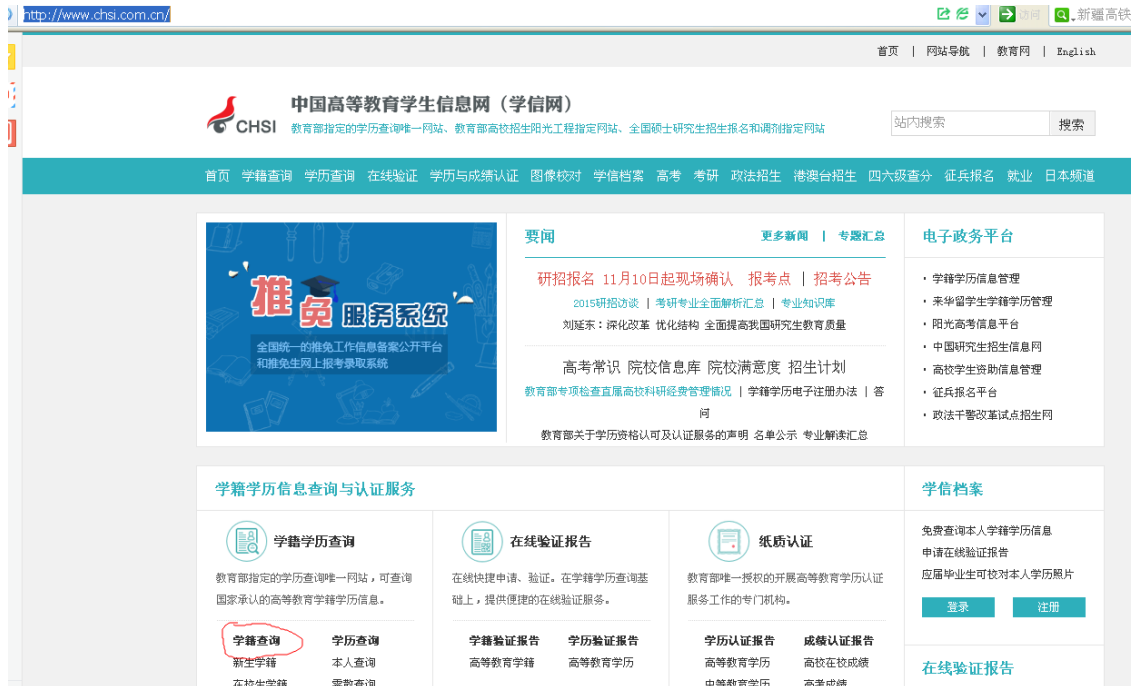 http://www.chsi.com.cn/
访问
新疆高铁
首页 | 网站导航 | 教育网 | English
中国高等教育学生信息网（学信网）
CHSI
教育部指定的学历查询唯一网站、教育部高校招生阳光工程指定网站、全国硕士研究生招生报名和调剂指定网站
站内搜索
搜索
首页 学籍查询 学历查询 在线验证 学历与成绩认证 图像校对 学信档案 高考 考研 政法招生 港澳台招生 四六级查分 征兵报名 就业 日本频道
推免服务系统
全国统一的推免工作信息备案公开平台
和推免生网上报考录取系统
要闻
更多新闻 | 专题汇总
研招报名 11月10日起现场确认 报考点 | 招考公告
2015研招访谈 | 考研专业全面解析汇总 | 专业知识库
刘延东：深化改革 优化结构 全面提高我国研究生教育质量
高考常识 院校信息库 院校满意度 招生计划
教育部专项检查直属高校科研经费管理情况 | 学籍学历电子注册办法 | 答
问
教育部关于学历资格认可及认证服务的声明 名单公示 专业解读汇总
电子政务平台
· 学籍学历信息管理
· 来华留学生学籍学历管理
· 阳光高考信息平台
· 中国研究生招生信息网
· 高校学生资助信息管理
· 征兵报名平台
· 政法干警改革试点招生网
学籍学历信息查询与认证服务
学籍学历查询
教育部指定的学历查询唯一网站，可查询
国家承认的高等教育学籍学历信息。
学籍查询 学历查询
新生学籍 本人查询
在校生学籍 零散查询
在线验证报告
在线快捷申请、验证。在学籍学历查询基
础上，提供便捷的在线验证服务。
学籍验证报告 学历验证报告
高等教育学籍 高等教育学历
纸质认证
教育部唯一授权的开展高等教育学历认证
服务工作的专门机构。
学历认证报告 成绩认证报告
高等教育学历 高校在校成绩
中等教育学历 高考成绩
学信档案
免费查询本人学籍学历信息
申请在线验证报告
应届毕业生可校对本人学历照片
登录 注册
在线验证报告